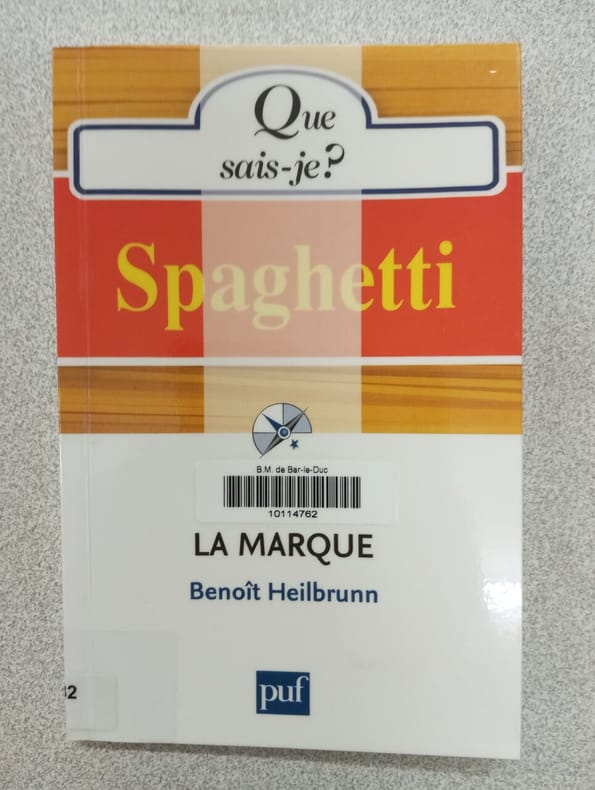 Que
sais-je?
Spaghetti
B.M. de Bar-le-Duc
10114762
LA MARQUE
Benoît Heilbrunn
puf